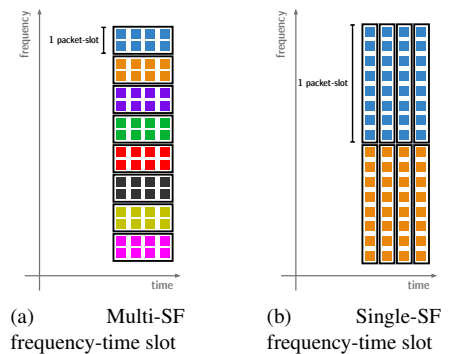 frequency
1 packet-slot
time
(a) Multi-SF
frequency-time slot
frequency
1 packet-slot
time
(b) Single-SF
frequency-time slot